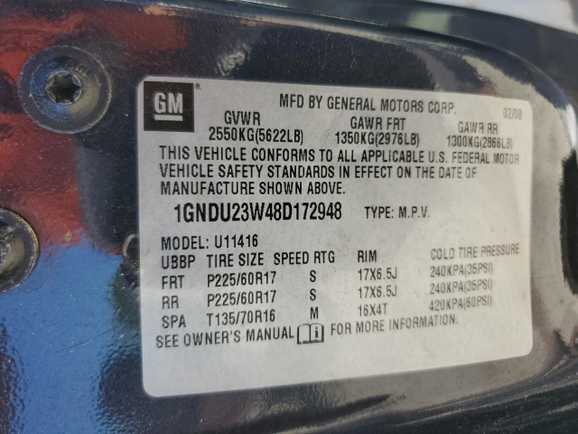 GM ®
MFD BY GENERAL MOTORS CORP. 02/08
GVWR GAWR FRT GAWR RR
2550KG(5622LB) 1350KG(2976LB) 1300KG(2866LB)
THIS VEHICLE CONFORMS TO ALL APPLICABLE U.S. FEDERAL MOTOR
VEHICLE SAFETY STANDARDS IN EFFECT ON THE DATE OF
MANUFACTURE SHOWN ABOVE.
1GNDU23W48D172948 TYPE: M.P.V.
MODEL: U11416
UBBP TIRE SIZE SPEED RTG RIM COLD TIRE PRESSURE
FRT P225/60R17 S 17X6.5J 240KPA(35PSI)
RR P225/60R17 S 17X6.5J 240KPA(35PSI)
SPA T135/70R16 M 16X4T 420KPA(60PSI)
SEE OWNER'S MANUAL FOR MORE INFORMATION.